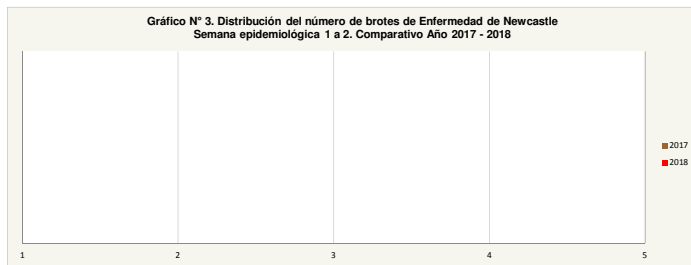 Gráfico N° 3. Distribución del número de brotes de Enfermedad de Newcastle
Semana epidemiológica 1 a 2. Comparativo Año 2017 - 2018
2017
2018
1 2 3 4 5